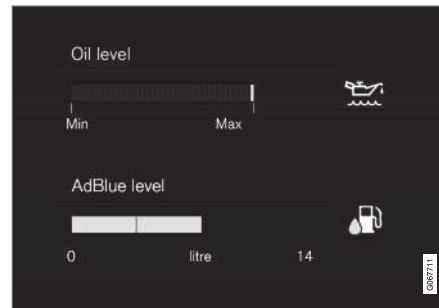 Oil level
Min Max
AdBlue level
0 litre 14
G067711